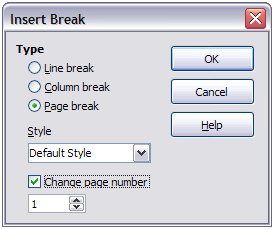 Insert Break
Type
Line break
Column break
Page break
Style
Default Style
Change page number
1
OK
Cancel
Help